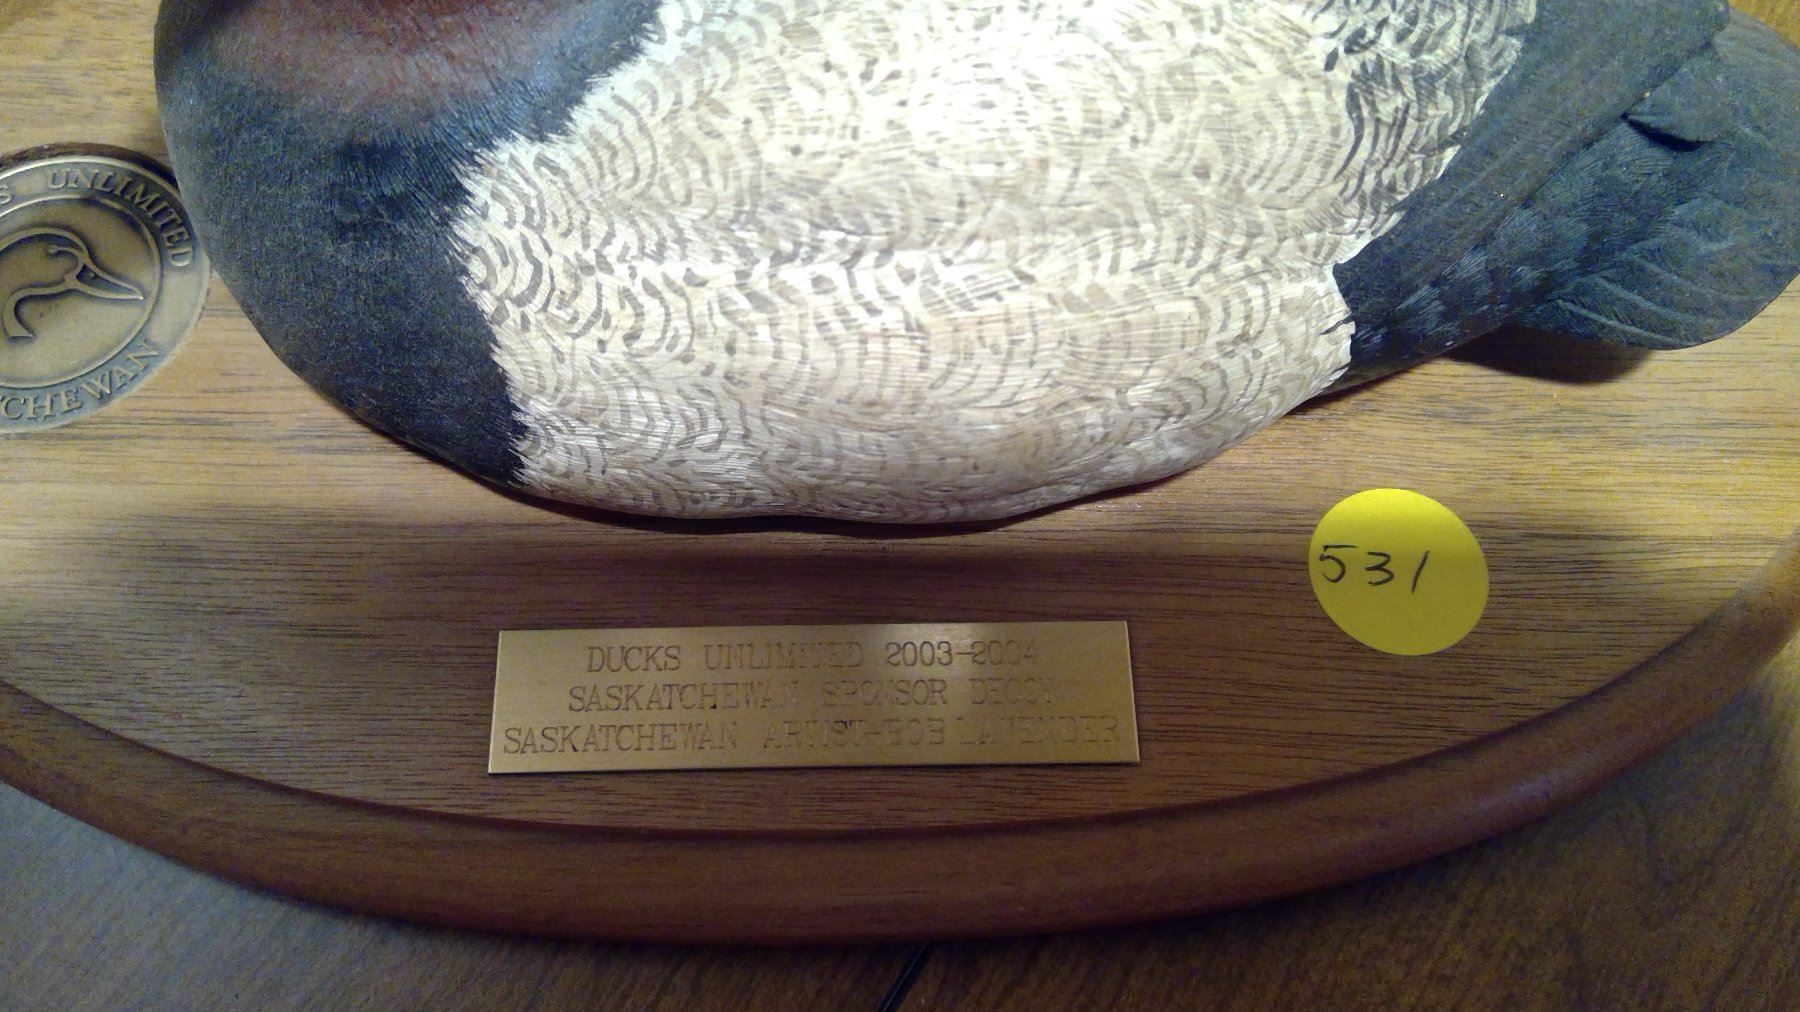 UNLIMITED
DUCKS UNLIMITED 2003-2004
SASKATCHEWAN SPONSOR DECOY
SASKATCHEWAN ARTIST-BOB LAVENDER
531